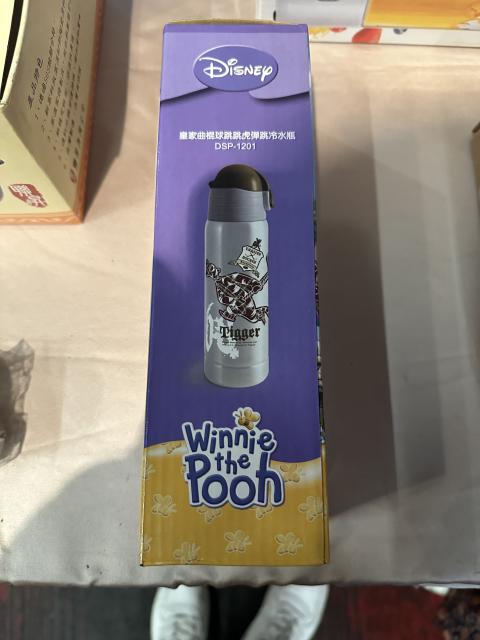 Disney
皇家曲棍球跳跳虎彈跳冷水瓶
DSP-1201
Tigger
Winnie
the
Pooh